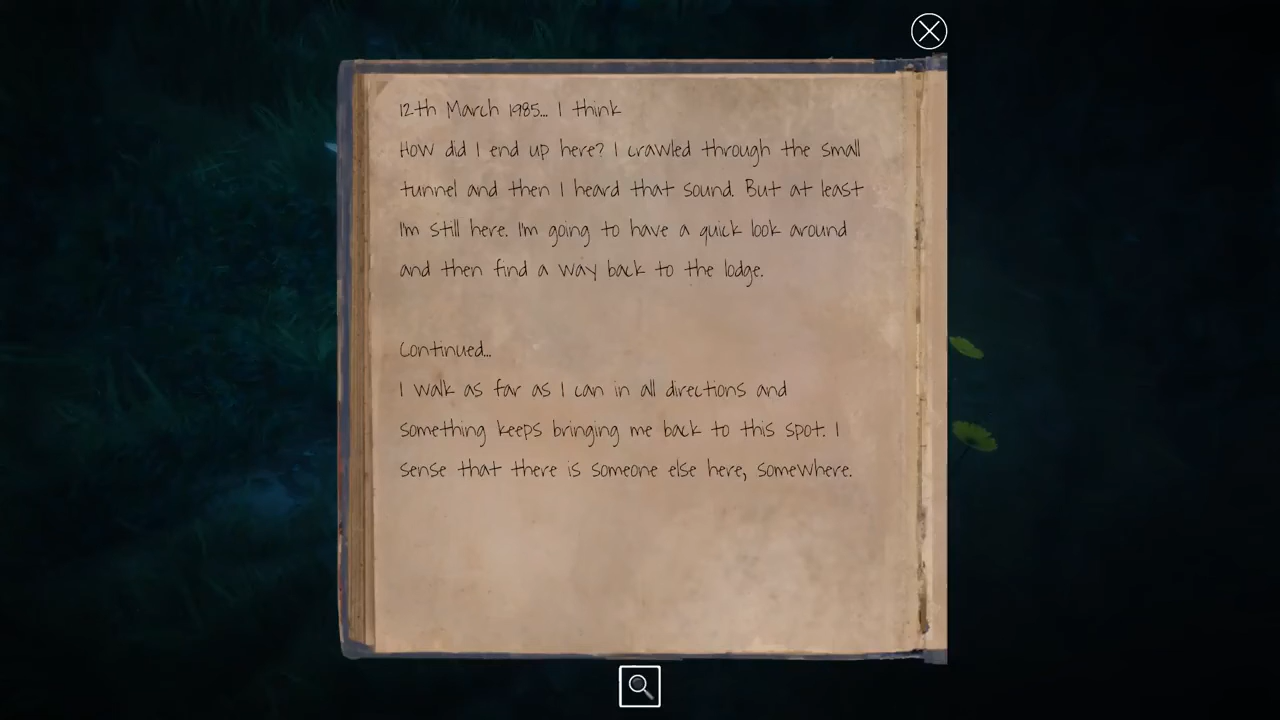 12th March 1985... I think
How did I end up here? I crawled through the small
tunnel and then I heard that sound. But at least
I'm still here. I'm going to have a quick look around
and then find a way back to the lodge.
Continued...
I walk as far as I can in all directions and
something keeps bringing me back to this spot. I
sense that there is someone else here, somewhere.